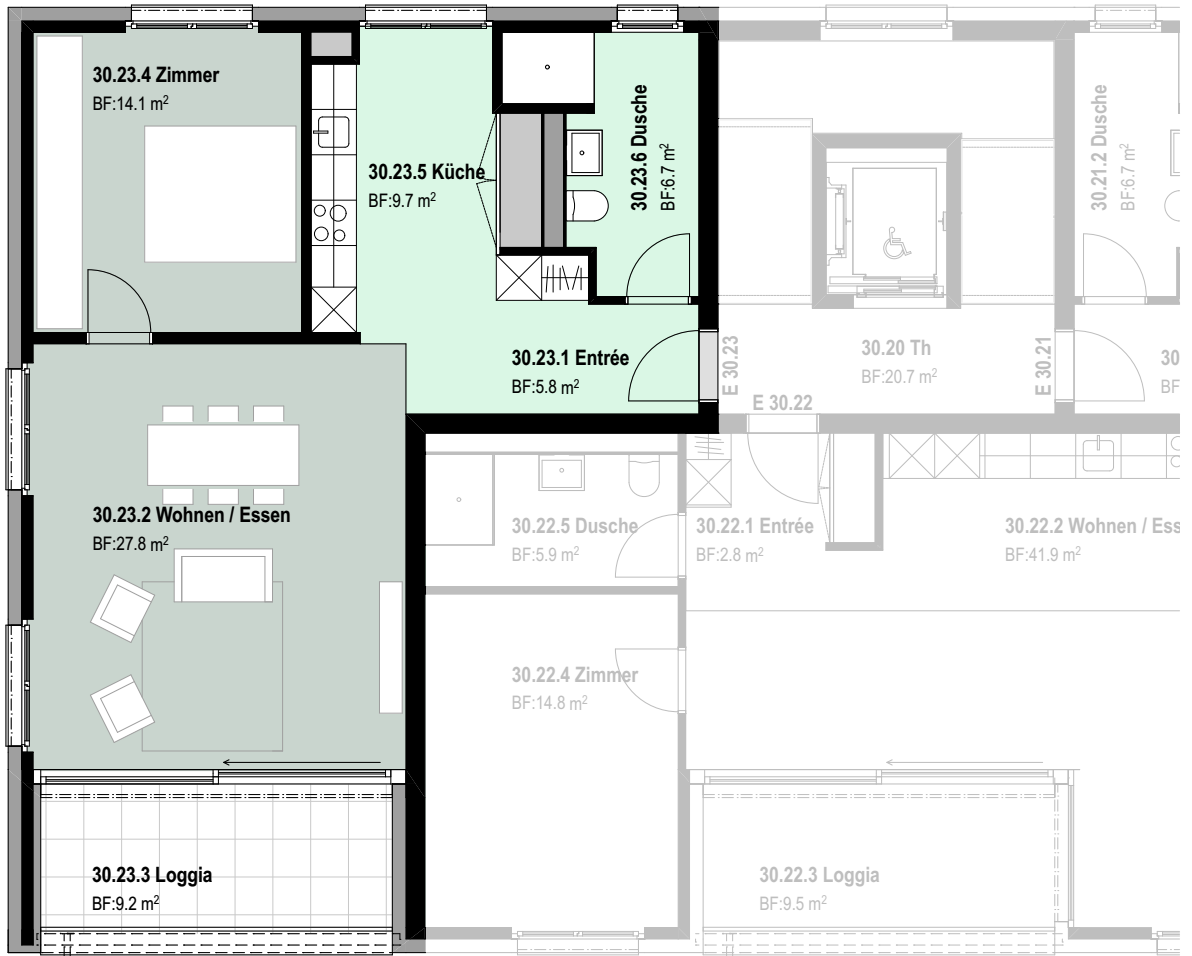 30.23.4 Zimmer
BF:14.1 m²
30.23.5 Küche
BF:9.7 m²
30.23.6 Dusche
BF:6.7 m²
30.21.2 Dusche
BF:6.7 m²
30.23.1 Entrée
BF:5.8 m²
E 30.23
30.20 Th
BF:20.7 m²
E 30.21
30
BF
E 30.22
30.23.2 Wohnen / Essen
BF:27.8 m²
30.22.5 Dusche
BF:5.9 m²
30.22.1 Entrée
BF:2.8 m²
30.22.2 Wohnen / Ess
BF:41.9 m²
30.22.4 Zimmer
BF:14.8 m²
30.23.3 Loggia
BF:9.2 m²
30.22.3 Loggia
BF:9.5 m²